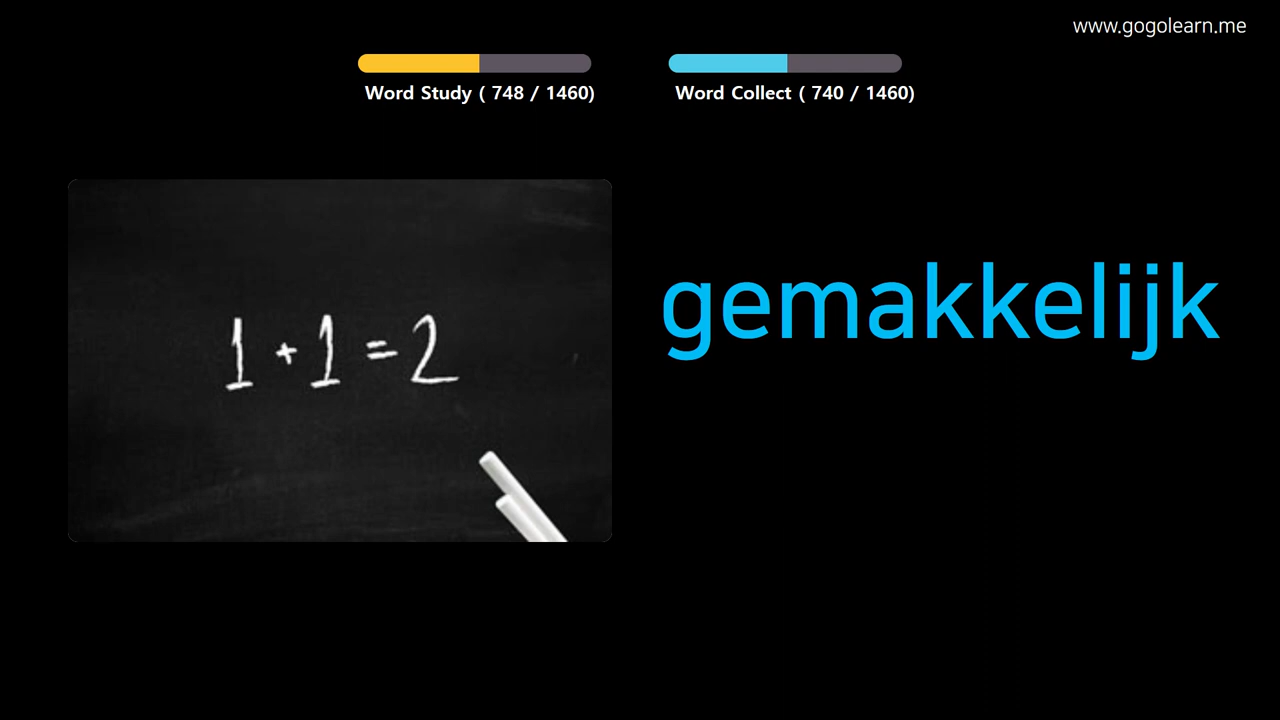 www.gogolearn.me
Word Study ( 748 / 1460)
Word Collect ( 740 / 1460)
1 + 1 = 2
gemakkelijk